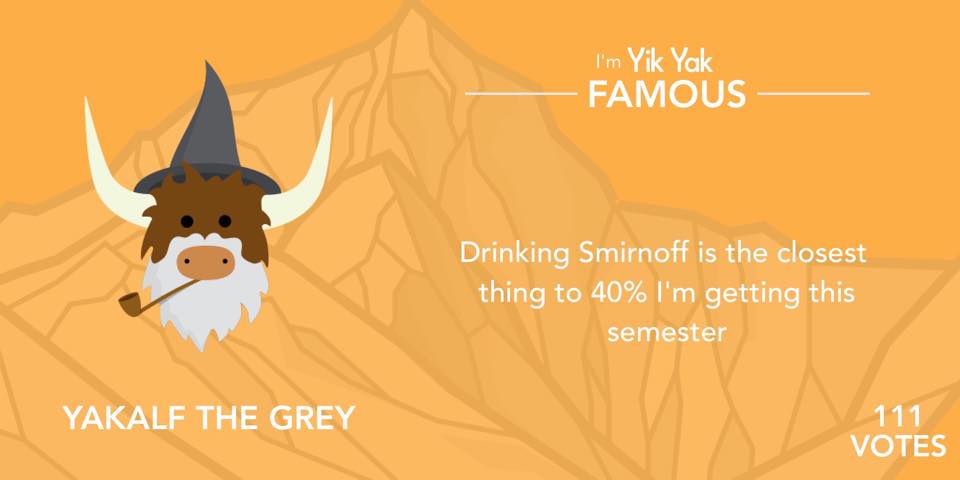 I'm Yik Yak
FAMOUS
Drinking Smirnoff is the closest
thing to 40% I'm getting this
semester
YAKALF THE GREY
111
VOTES